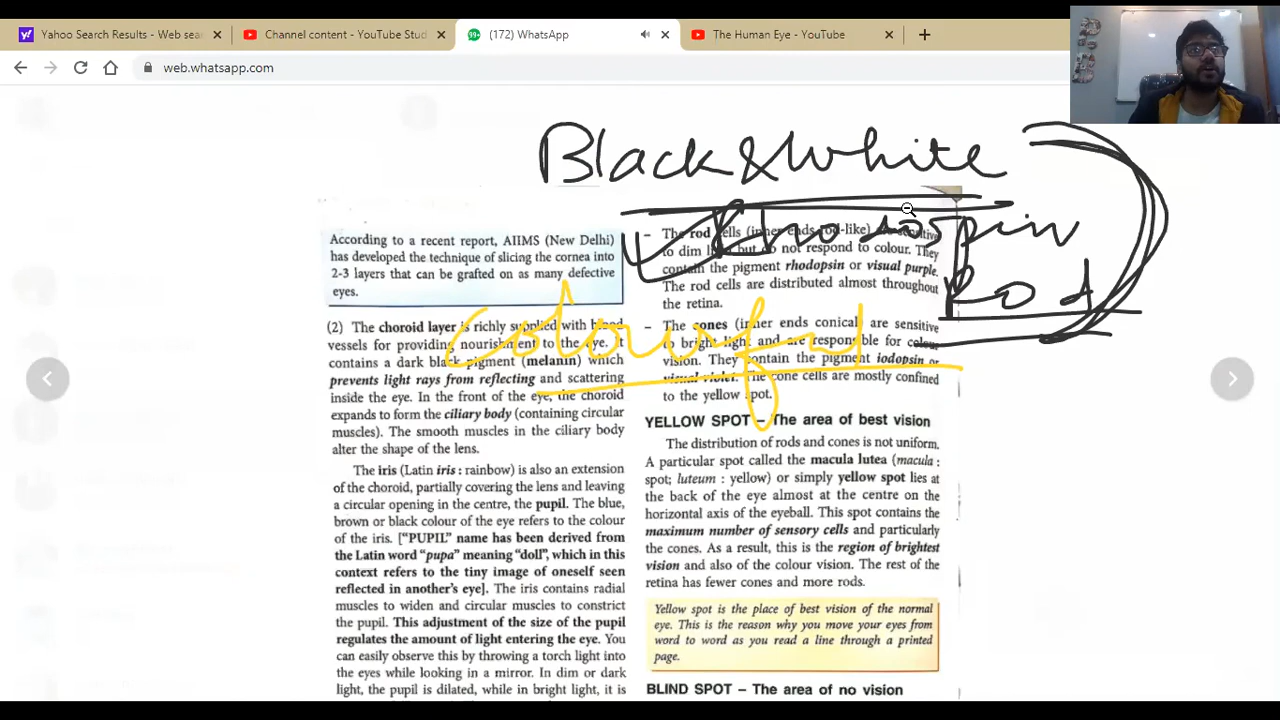 Yahoo Search Results - Web sea
Channel content - YouTube Stud
99+
(172) WhatsApp
The Human Eye - YouTube
web.whatsapp.com
Black&White
Rhodospin
Rod
Colourful
According to a recent report, AIIMS (New Delhi)
has developed the technique of slicing the cornea into
2-3 layers that can be grafted on as many defective
eyes.
(2) The choroid layer is richly supplied with blood
vessels for providing nourishment to the eye. It
contains a dark black pigment (melanin) which
prevents light rays from reflecting and scattering
inside the eye. In the front of the eye, the choroid
expands to form the ciliary body (containing circular
muscles). The smooth muscles in the ciliary body
alter the shape of the lens.
The iris (Latin iris : rainbow) is also an extension
of the choroid, partially covering the lens and leaving
a circular opening in the centre, the pupil. The blue,
brown or black colour of the eye refers to the colour
of the iris. ["PUPIL" name has been derived from
the Latin word "pupa" meaning "doll", which in this
context refers to the tiny image of oneself seen
reflected in another's eye]. The iris contains radial
muscles to widen and circular muscles to constrict
the pupil. This adjustment of the size of the pupil
regulates the amount of light entering the eye. You
can easily observe this by throwing a torch light into
the eyes while looking in a mirror. In dim or dark
light, the pupil is dilated, while in bright light, it is
– The rod cells (inner ends rod-like) are sensitive
to dim light but do not respond to colour. They
contain the pigment rhodopsin or visual purple.
The rod cells are distributed almost throughout
the retina.
– The cones (inner ends conical) are sensitive
to bright light and are responsible for colour
vision. They contain the pigment iodopsin or
visual violet. The cone cells are mostly confined
to the yellow spot.
YELLOW SPOT – The area of best vision
The distribution of rods and cones is not uniform.
A particular spot called the macula lutea (macula :
spot; luteum : yellow) or simply yellow spot lies at
the back of the eye almost at the centre on the
horizontal axis of the eyeball. This spot contains the
maximum number of sensory cells and particularly
the cones. As a result, this is the region of brightest
vision and also of the colour vision. The rest of the
retina has fewer cones and more rods.
Yellow spot is the place of best vision of the normal
eye. This is the reason why you move your eyes from
word to word as you read a line through a printed
page.
BLIND SPOT – The area of no vision